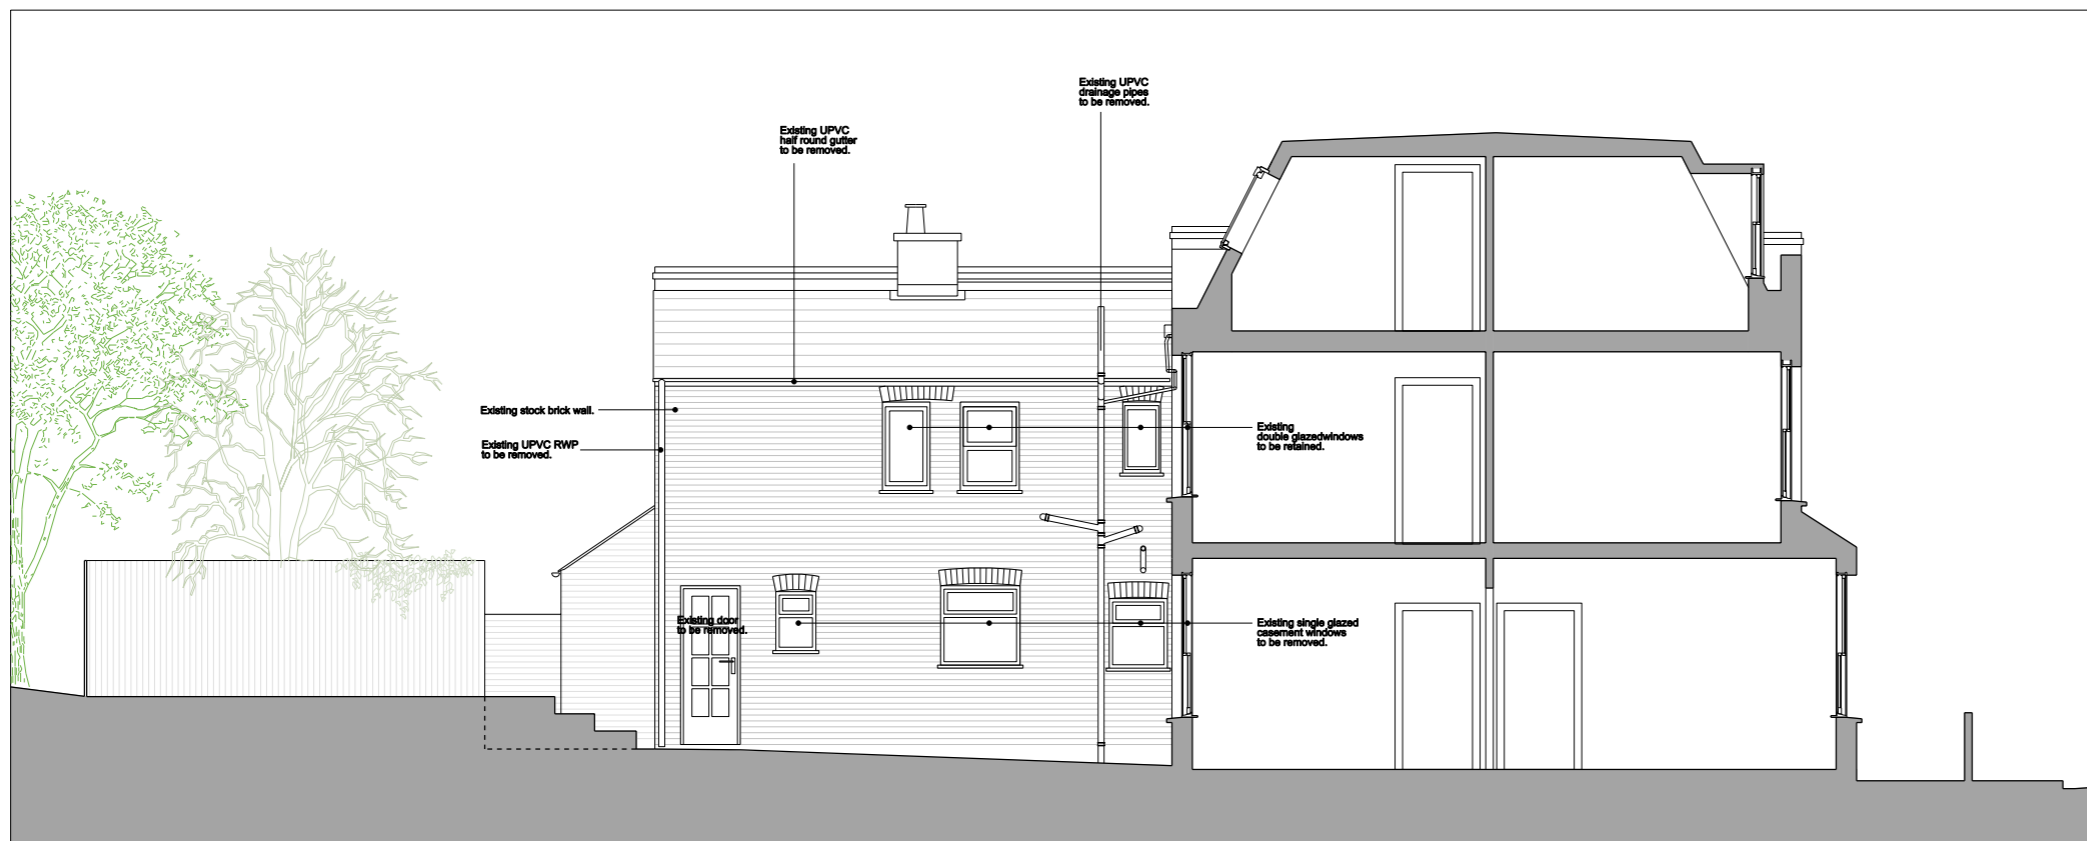 Existing UPVC
drainage pipes
to be removed.
Existing UPVC
half round gutter
to be removed.
Existing stock brick wall.
Existing UPVC RWP
to be removed.
Existing
double glazedwindows
to be retained.
Existing door
to be removed.
Existing single glazed
casement windows
to be removed.